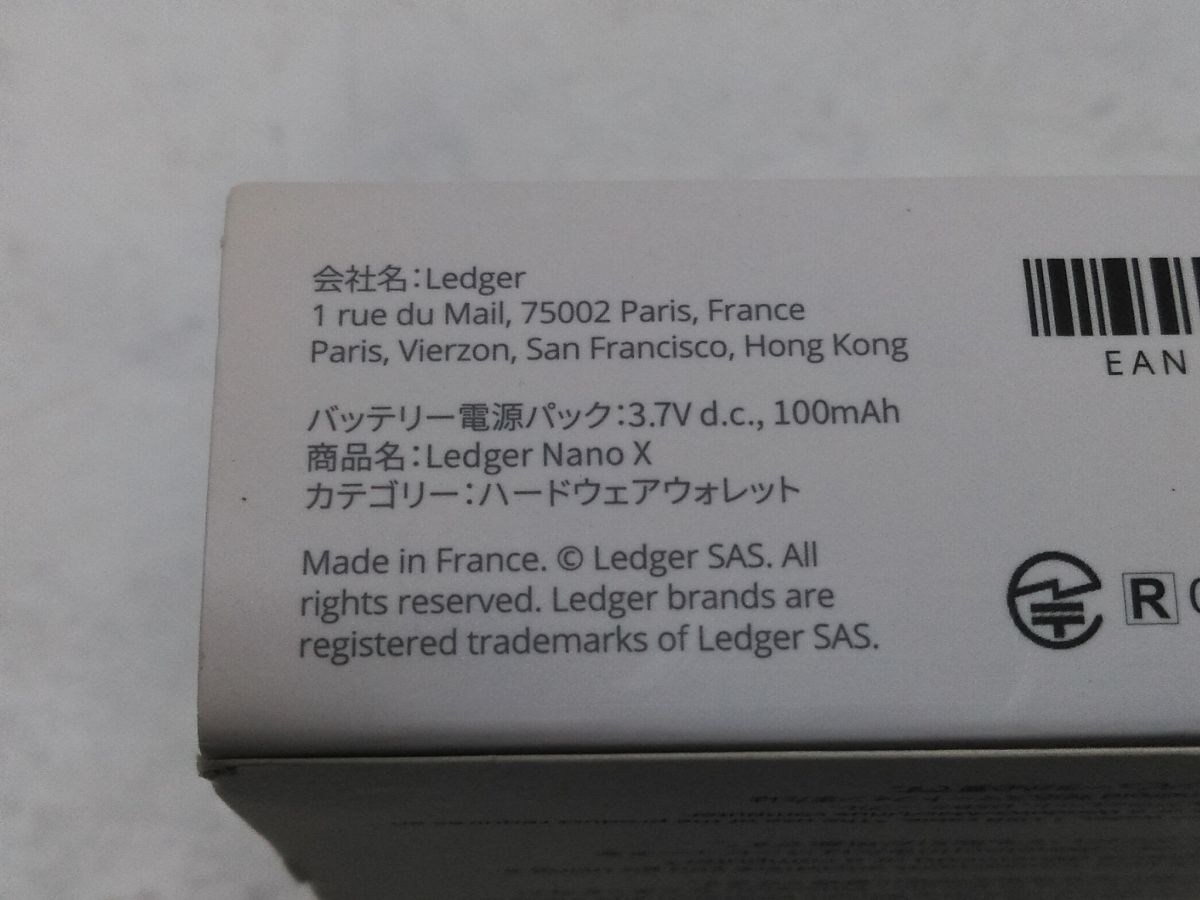 会社名：Ledger
1 rue du Mail, 75002 Paris, France
Paris, Vierzon, San Francisco, Hong Kong
バッテリー電源パック：3.7V d.c., 100mAh
商品名：Ledger Nano X
カテゴリー：ハードウェアウォレット
Made in France. © Ledger SAS. All
rights reserved. Ledger brands are
registered trademarks of Ledger SAS.
EAN
R